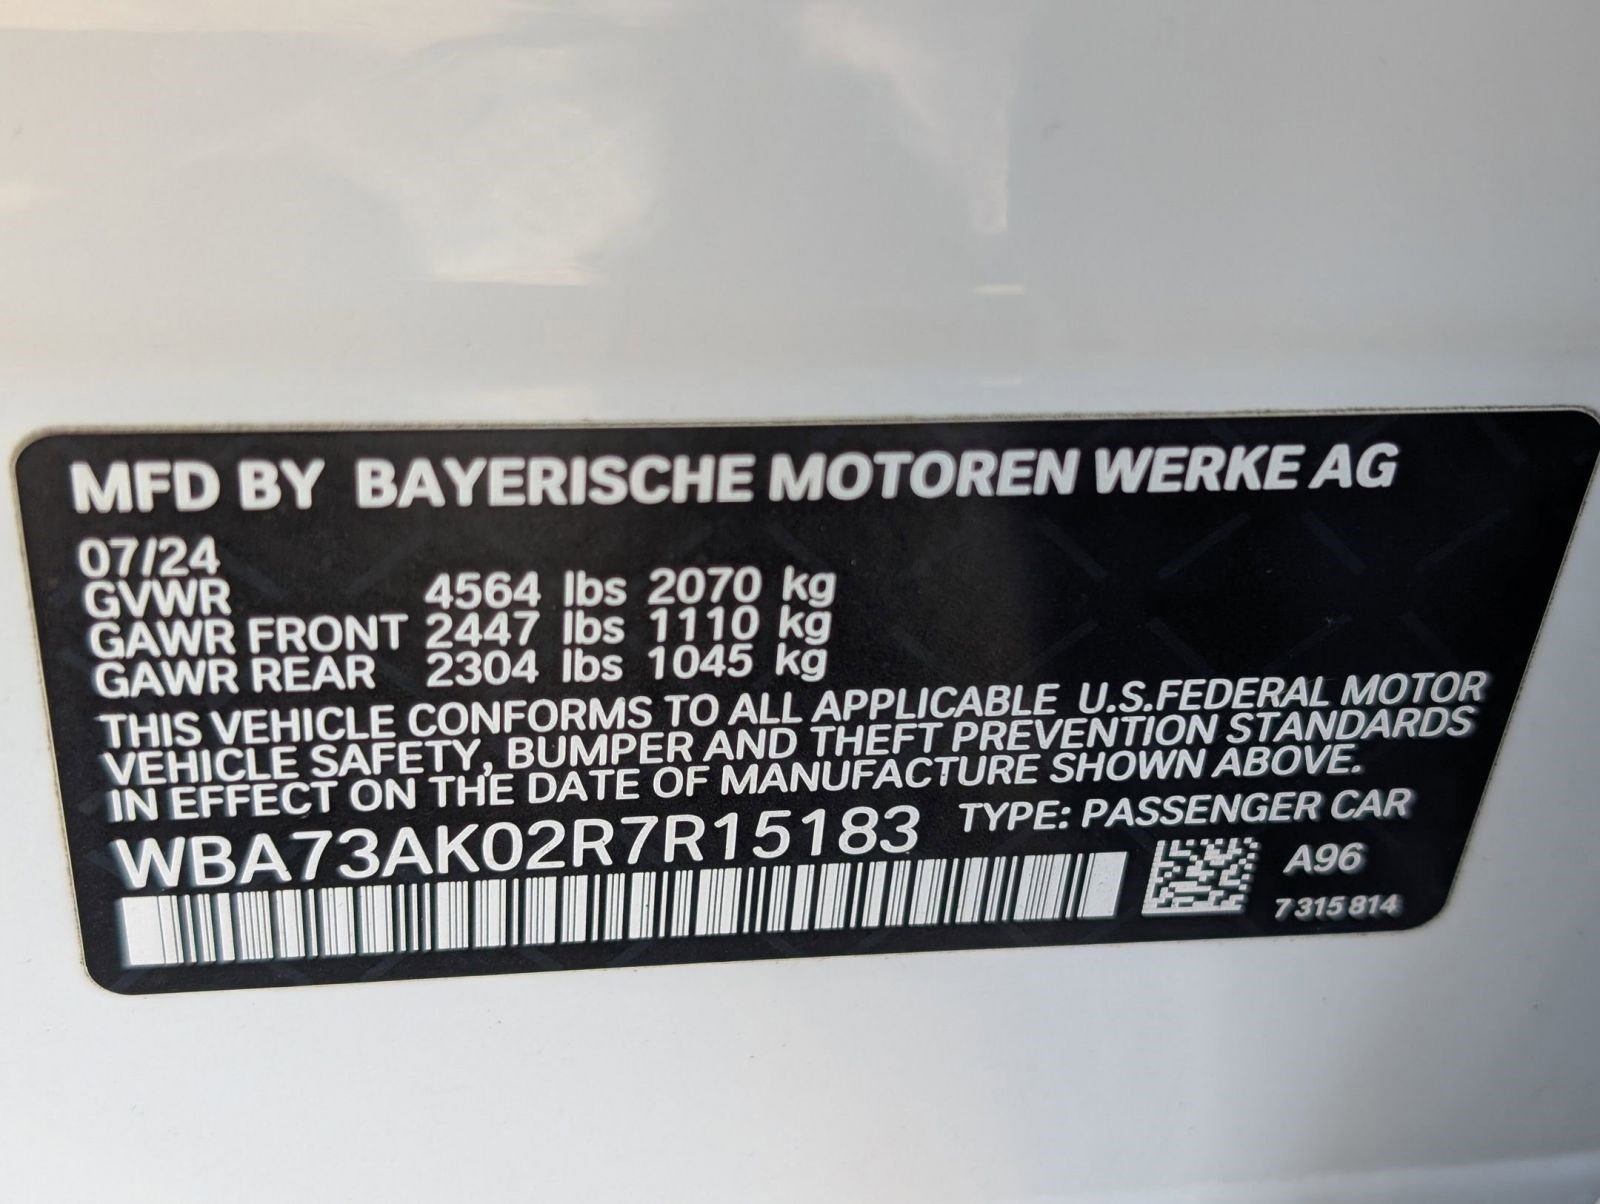 MFD BY BAYERISCHE MOTOREN WERKE AG
07/24
GVWR 4564 lbs 2070 kg
GAWR FRONT 2447 lbs 1110 kg
GAWR REAR 2304 lbs 1045 kg
THIS VEHICLE CONFORMS TO ALL APPLICABLE U.S.FEDERAL MOTOR
VEHICLE SAFETY, BUMPER AND THEFT PREVENTION STANDARDS
IN EFFECT ON THE DATE OF MANUFACTURE SHOWN ABOVE.
WBA73AK02R7R15183 TYPE: PASSENGER CAR
A96
7 315 814